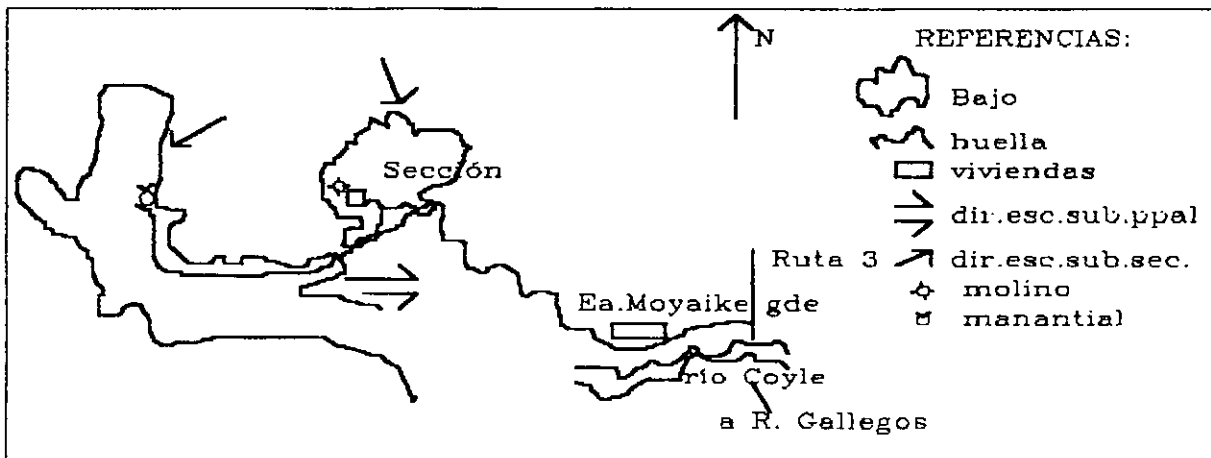 N
REFERENCIAS:
Bajo
huella
viviendas
dir.esc.sub.ppal
dir.esc.sub.sec.
molino
manantial
Sección
Ruta 3
Ea.Moyaike gde
río Coyle
a R. Gallegos